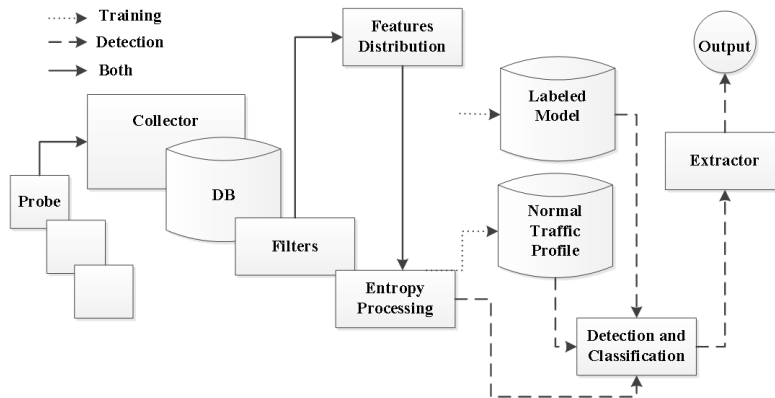 Training
Detection
Both
Features
Distribution
Output
Collector
Labeled
Model
Extractor
Probe
DB
Normal
Traffic
Profile
Filters
Entropy
Processing
Detection and
Classification